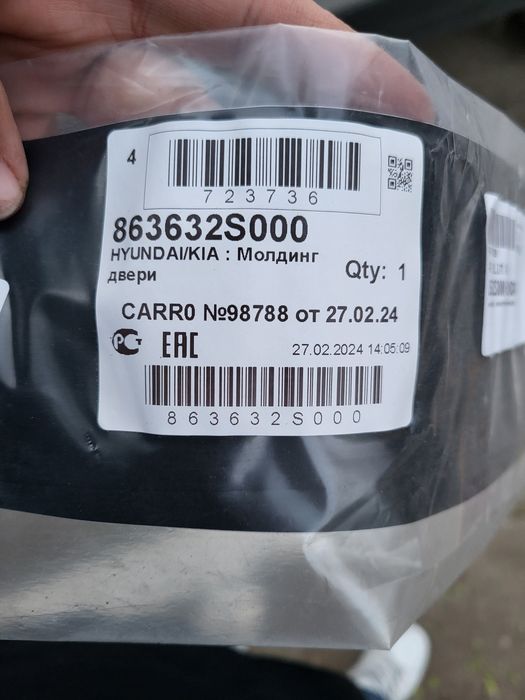 4
723736
863632S000
HYUNDAI/KIA : Молдинг
двери
Qty: 1
CARR0 №98788 от 27.02.24
РСТ EAC
27.02.2024 14:05:09
863632S000